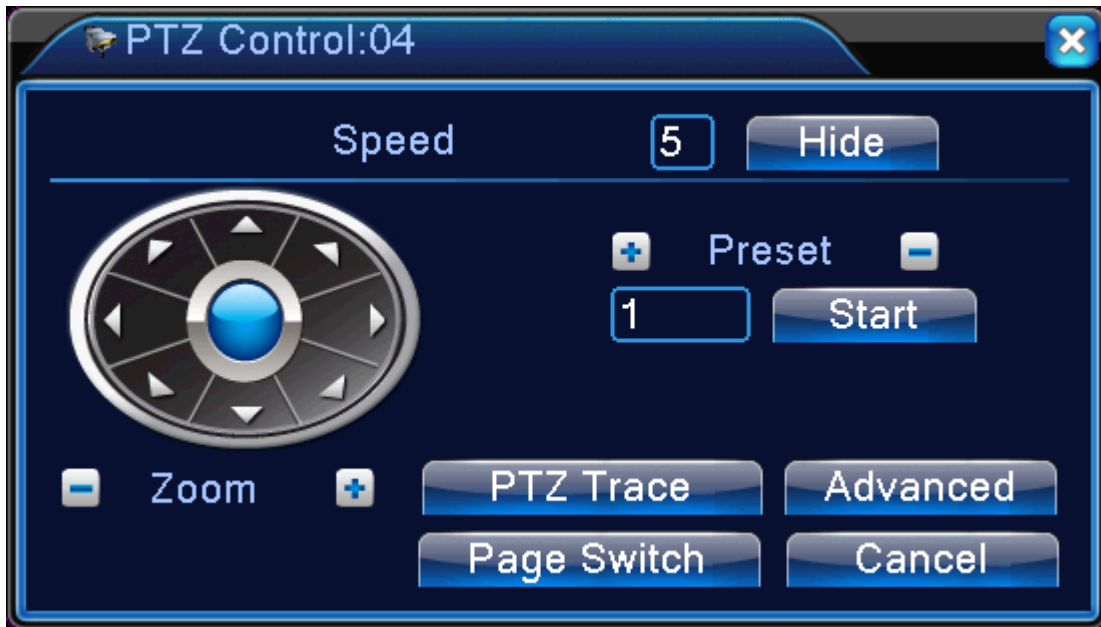 PTZ Control:04
Speed 5 Hide
Preset
1 Start
Zoom PTZ Trace Advanced
Page Switch Cancel